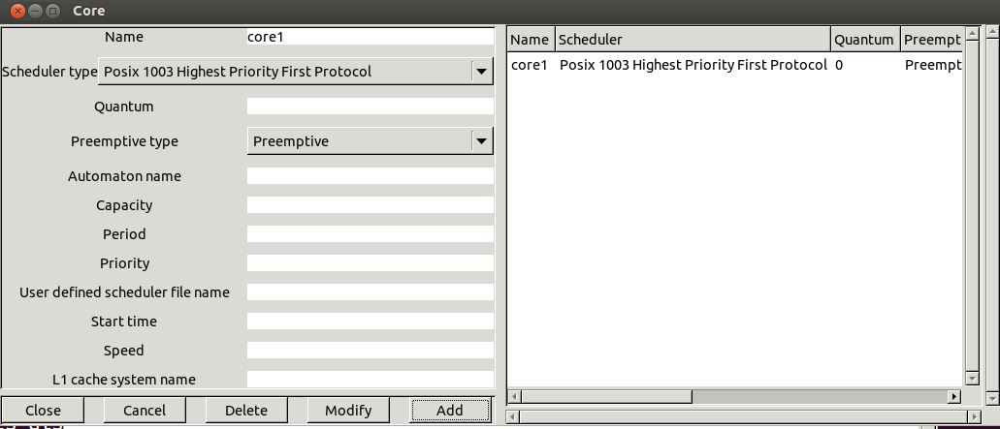 Core
Name core1
Scheduler type Posix 1003 Highest Priority First Protocol
Quantum
Preemptive type Preemptive
Automaton name
Capacity
Period
Priority
User defined scheduler file name
Start time
Speed
L1 cache system name
Close Cancel Delete Modify Add
Name Scheduler Quantum Preempt
core1 Posix 1003 Highest Priority First Protocol 0 Preempt